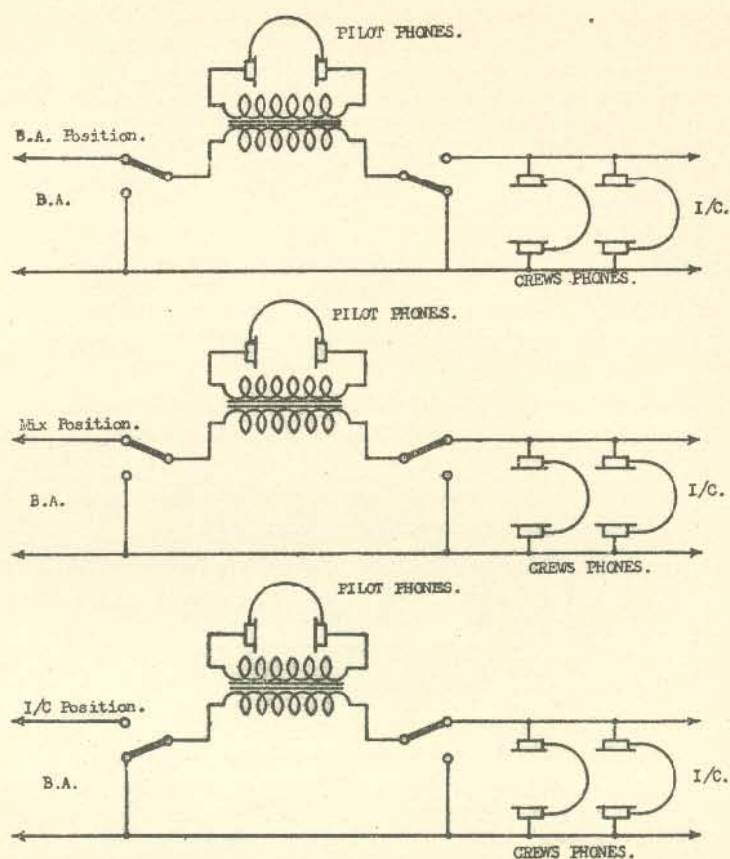 PILOT PHONES.
B.A. Position.
B.A.
I/C.
CREWS PHONES.
PILOT PHONES.
Mix Position.
B.A.
I/C.
CREWS PHONES.
PILOT PHONES.
I/C Position.
B.A.
I/C.
CREWS PHONES.